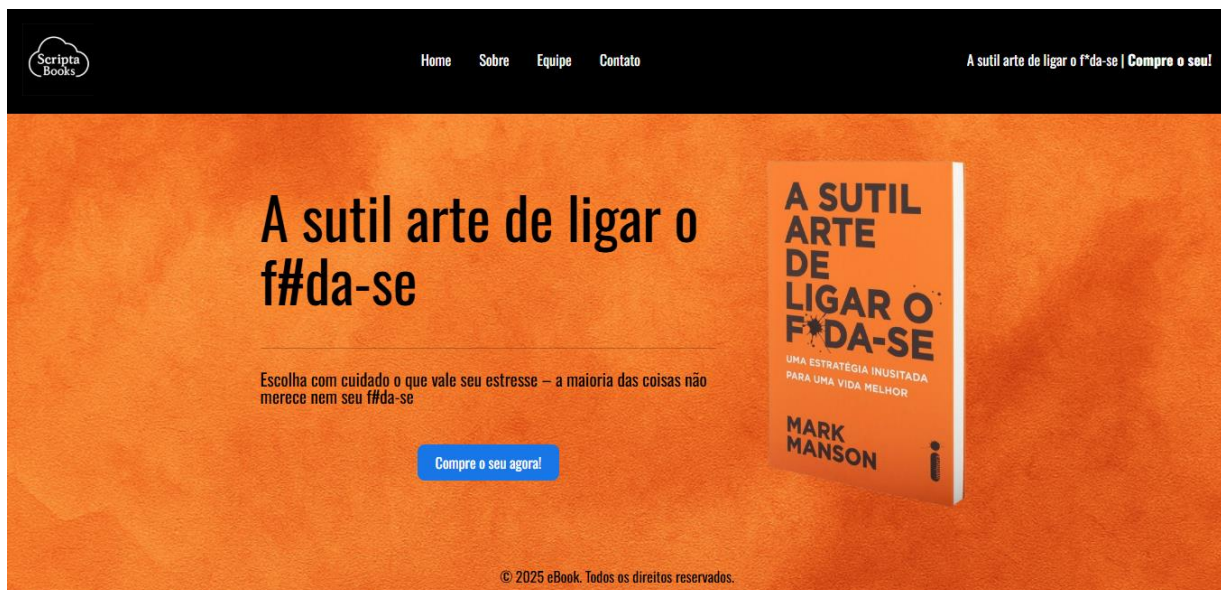 Scripta
Books
Home Sobre Equipe Contato
A sutil arte de ligar o f*da-se | Compre o seu!
A sutil arte de ligar o
f#da-se
Escolha com cuidado o que vale seu estresse – a maioria das coisas não
merece nem seu f#da-se
Compre o seu agora!
A SUTIL
ARTE
DE
LIGAR O
F*DA-SE
UMA ESTRATÉGIA INUSITADA
PARA UMA VIDA MELHOR
MARK
MANSON
© 2025 eBook. Todos os direitos reservados.